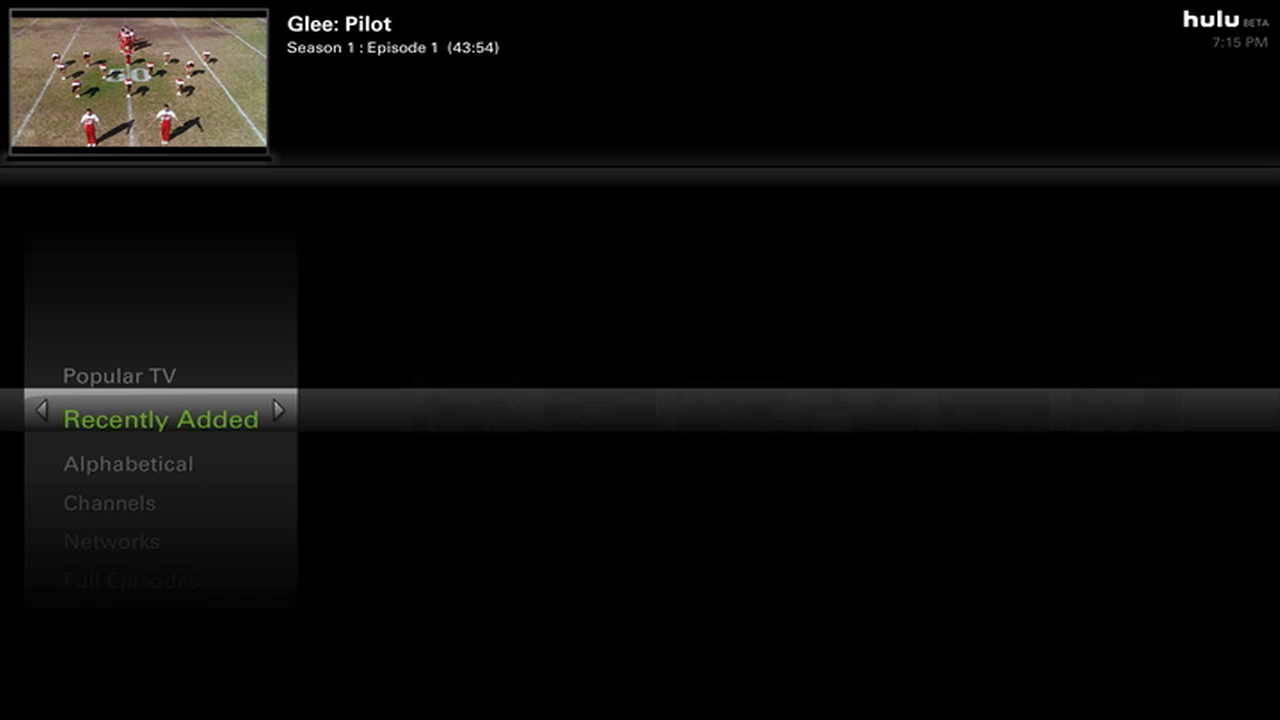 Glee: Pilot
Season 1 : Episode 1 (43:54)
hulu BETA
7:15 PM
Popular TV
Recently Added
Alphabetical
Channels
Networks
Full Episodes